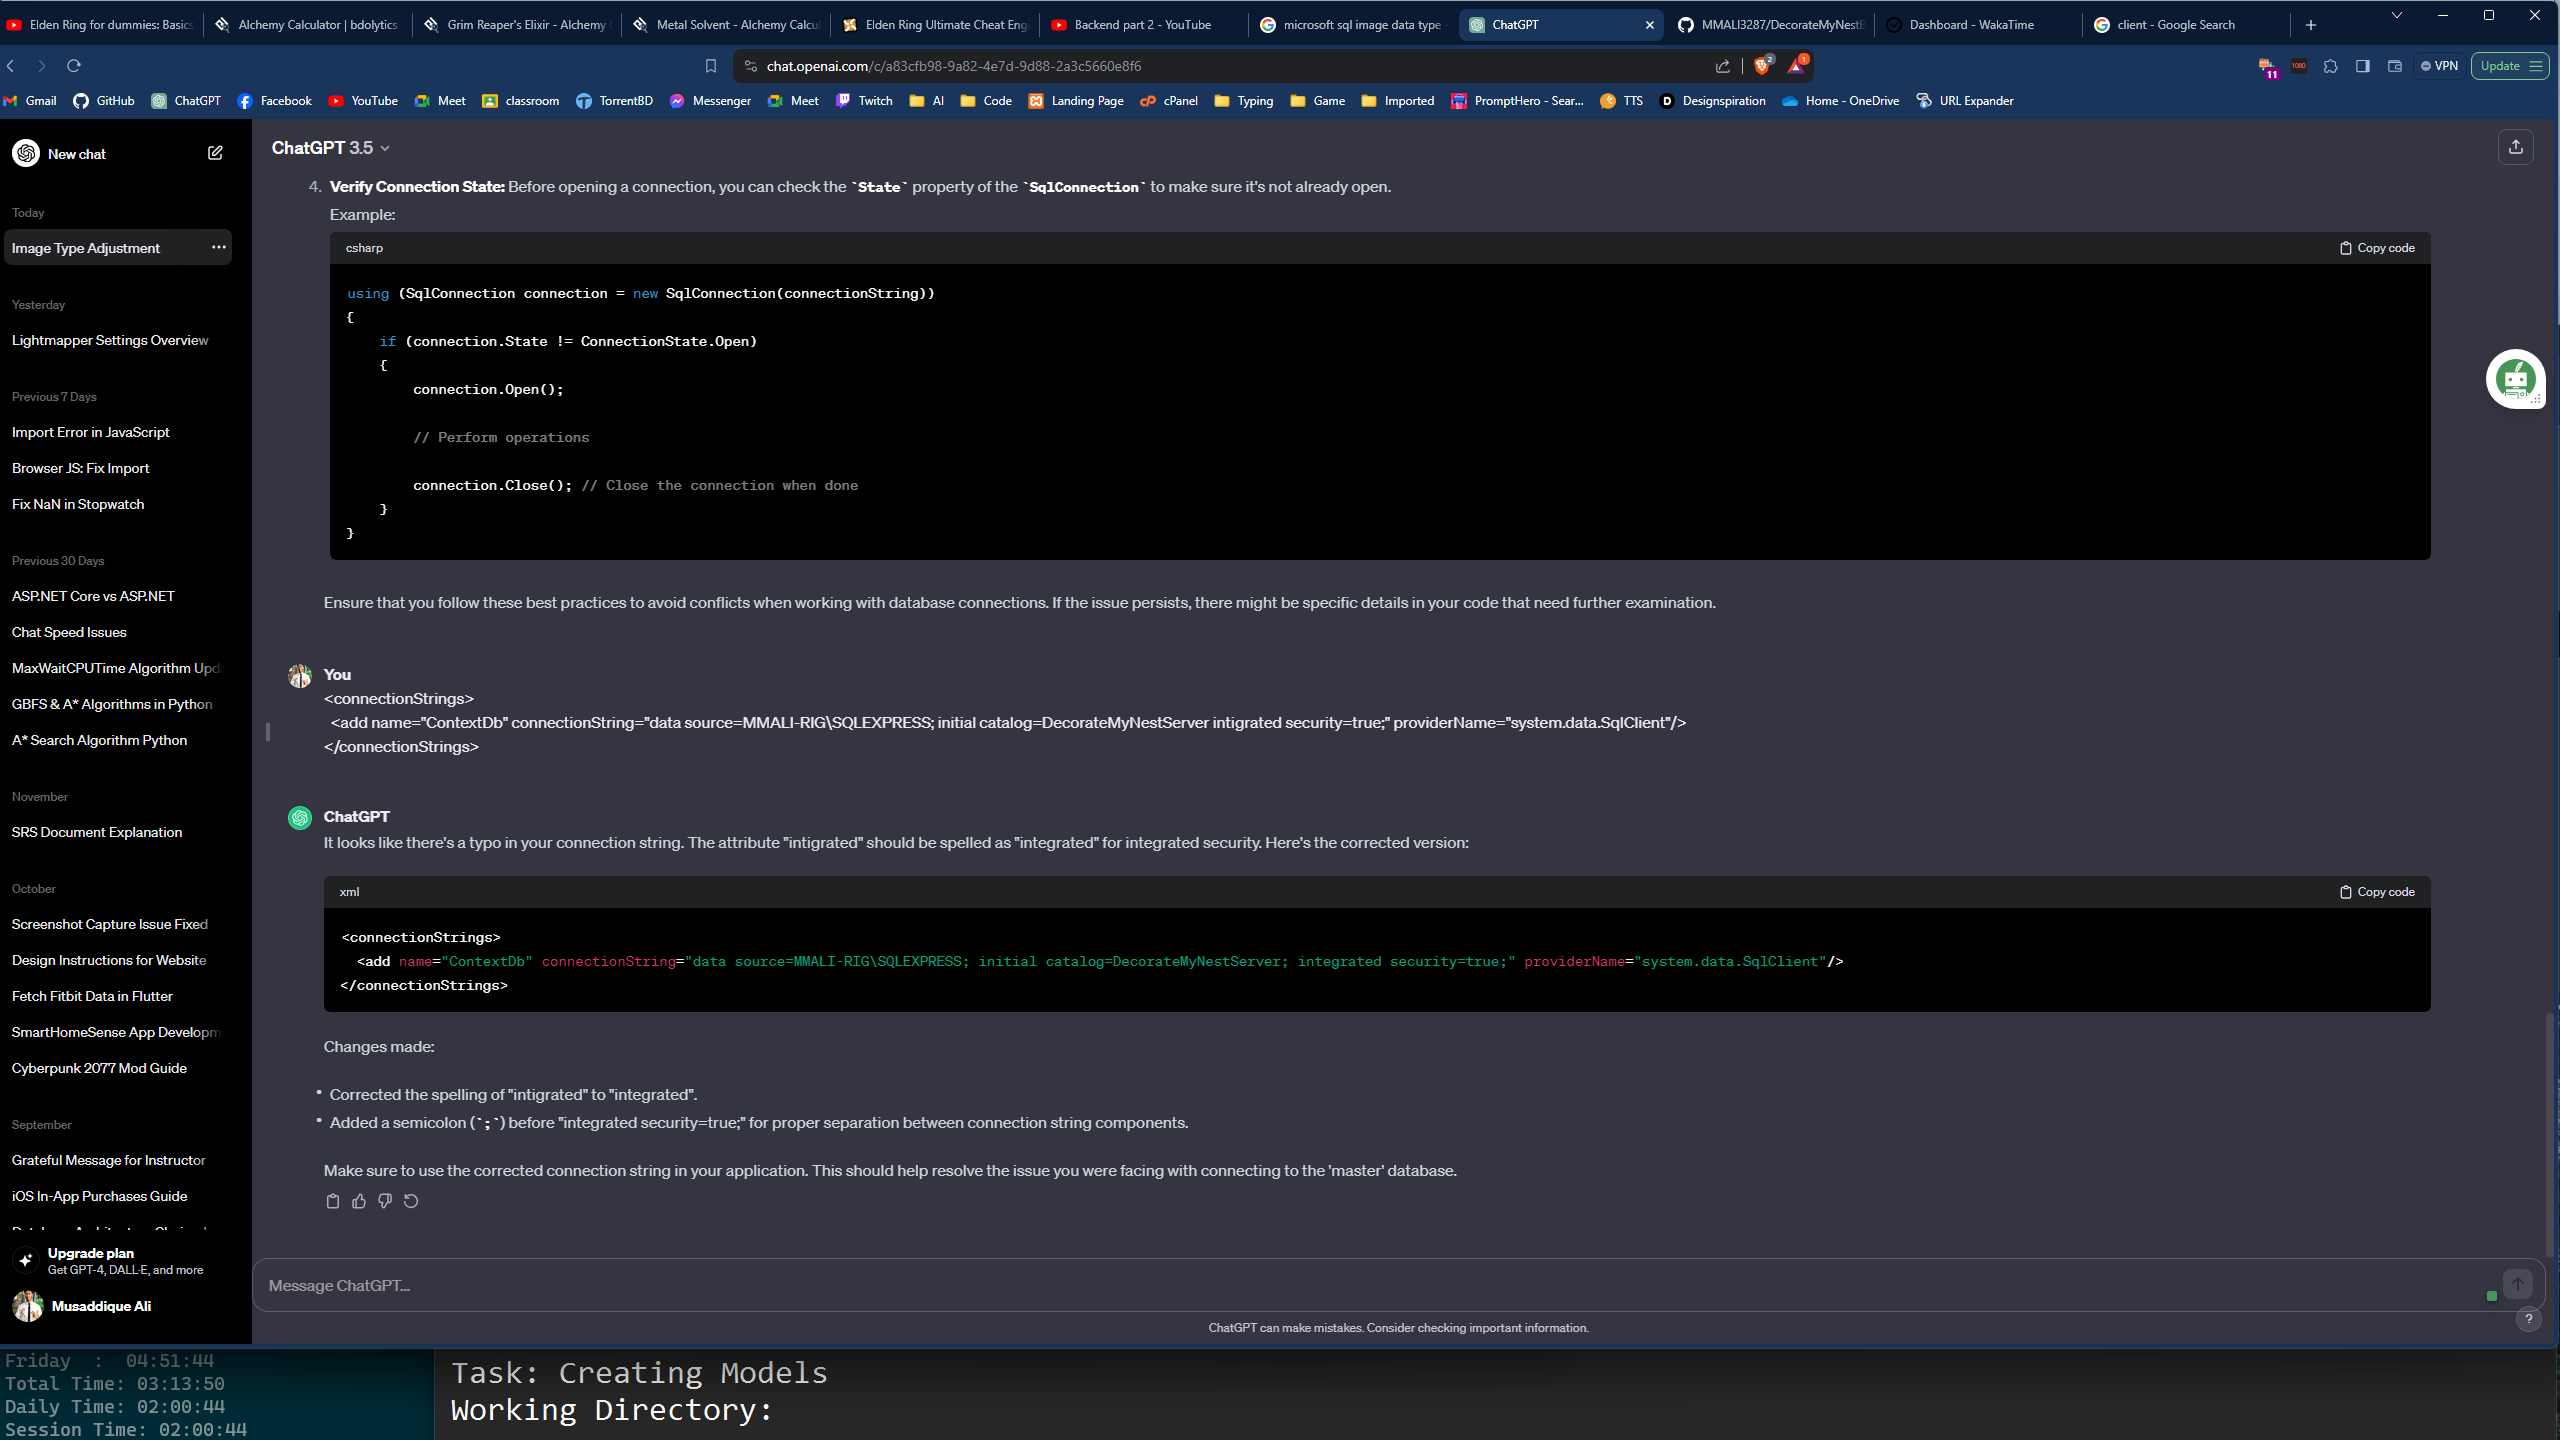 Elden Ring for dummies: Basics
Alchemy Calculator | bdolytics
Grim Reaper's Elixir - Alchemy
Metal Solvent - Alchemy Calcu
Elden Ring Ultimate Cheat Engi
Backend part 2 - YouTube
microsoft sql image data type
ChatGPT
MMALI3287/DecorateMyNestB
Dashboard - WakaTime
client - Google Search
chat.openai.com/c/a83cfb98-9a82-4e7d-9d88-2a3c5660e8f6
2
1
11
1080
VPN
Update
Gmail
GitHub
ChatGPT
Facebook
YouTube
Meet
classroom
TorrentBD
Messenger
Meet
Twitch
AI
Code
Landing Page
cPanel
Typing
Game
Imported
PromptHero - Sear...
TTS
Designspiration
Home - OneDrive
URL Expander
New chat
Today
Image Type Adjustment
Yesterday
Lightmapper Settings Overview
Previous 7 Days
Import Error in JavaScript
Browser JS: Fix Import
Fix NaN in Stopwatch
Previous 30 Days
ASP.NET Core vs ASP.NET
Chat Speed Issues
MaxWaitCPUTime Algorithm Upd
GBFS & A* Algorithms in Python
A* Search Algorithm Python
November
SRS Document Explanation
October
Screenshot Capture Issue Fixed
Design Instructions for Website
Fetch Fitbit Data in Flutter
SmartHomeSense App Developm
Cyberpunk 2077 Mod Guide
September
Grateful Message for Instructor
iOS In-App Purchases Guide
Upgrade plan
Get GPT-4, DALL·E, and more
Musaddique Ali
ChatGPT 3.5
4. Verify Connection State: Before opening a connection, you can check the `State` property of the `SqlConnection` to make sure it's not already open.
Example:
csharp
Copy code
using (SqlConnection connection = new SqlConnection(connectionString))
{
if (connection.State != ConnectionState.Open)
{
connection.Open();
// Perform operations
connection.Close(); // Close the connection when done
}
}
Ensure that you follow these best practices to avoid conflicts when working with database connections. If the issue persists, there might be specific details in your code that need further examination.
You
<connectionStrings>
<add name="ContextDb" connectionString="data source=MMALI-RIG\SQLEXPRESS; initial catalog=DecorateMyNestServer intigrated security=true;" providerName="system.data.SqlClient"/>
</connectionStrings>
ChatGPT
It looks like there's a typo in your connection string. The attribute "intigrated" should be spelled as "integrated" for integrated security. Here's the corrected version:
xml
Copy code
<connectionStrings>
<add name="ContextDb" connectionString="data source=MMALI-RIG\SQLEXPRESS; initial catalog=DecorateMyNestServer; integrated security=true;" providerName="system.data.SqlClient"/>
</connectionStrings>
Changes made:
• Corrected the spelling of "intigrated" to "integrated".
• Added a semicolon (`;`) before "integrated security=true;" for proper separation between connection string components.
Make sure to use the corrected connection string in your application. This should help resolve the issue you were facing with connecting to the 'master' database.
Message ChatGPT...
ChatGPT can make mistakes. Consider checking important information.
?
Friday : 04:51:44
Total Time: 03:13:50
Daily Time: 02:00:44
Session Time: 02:00:44
Task: Creating Models
Working Directory: